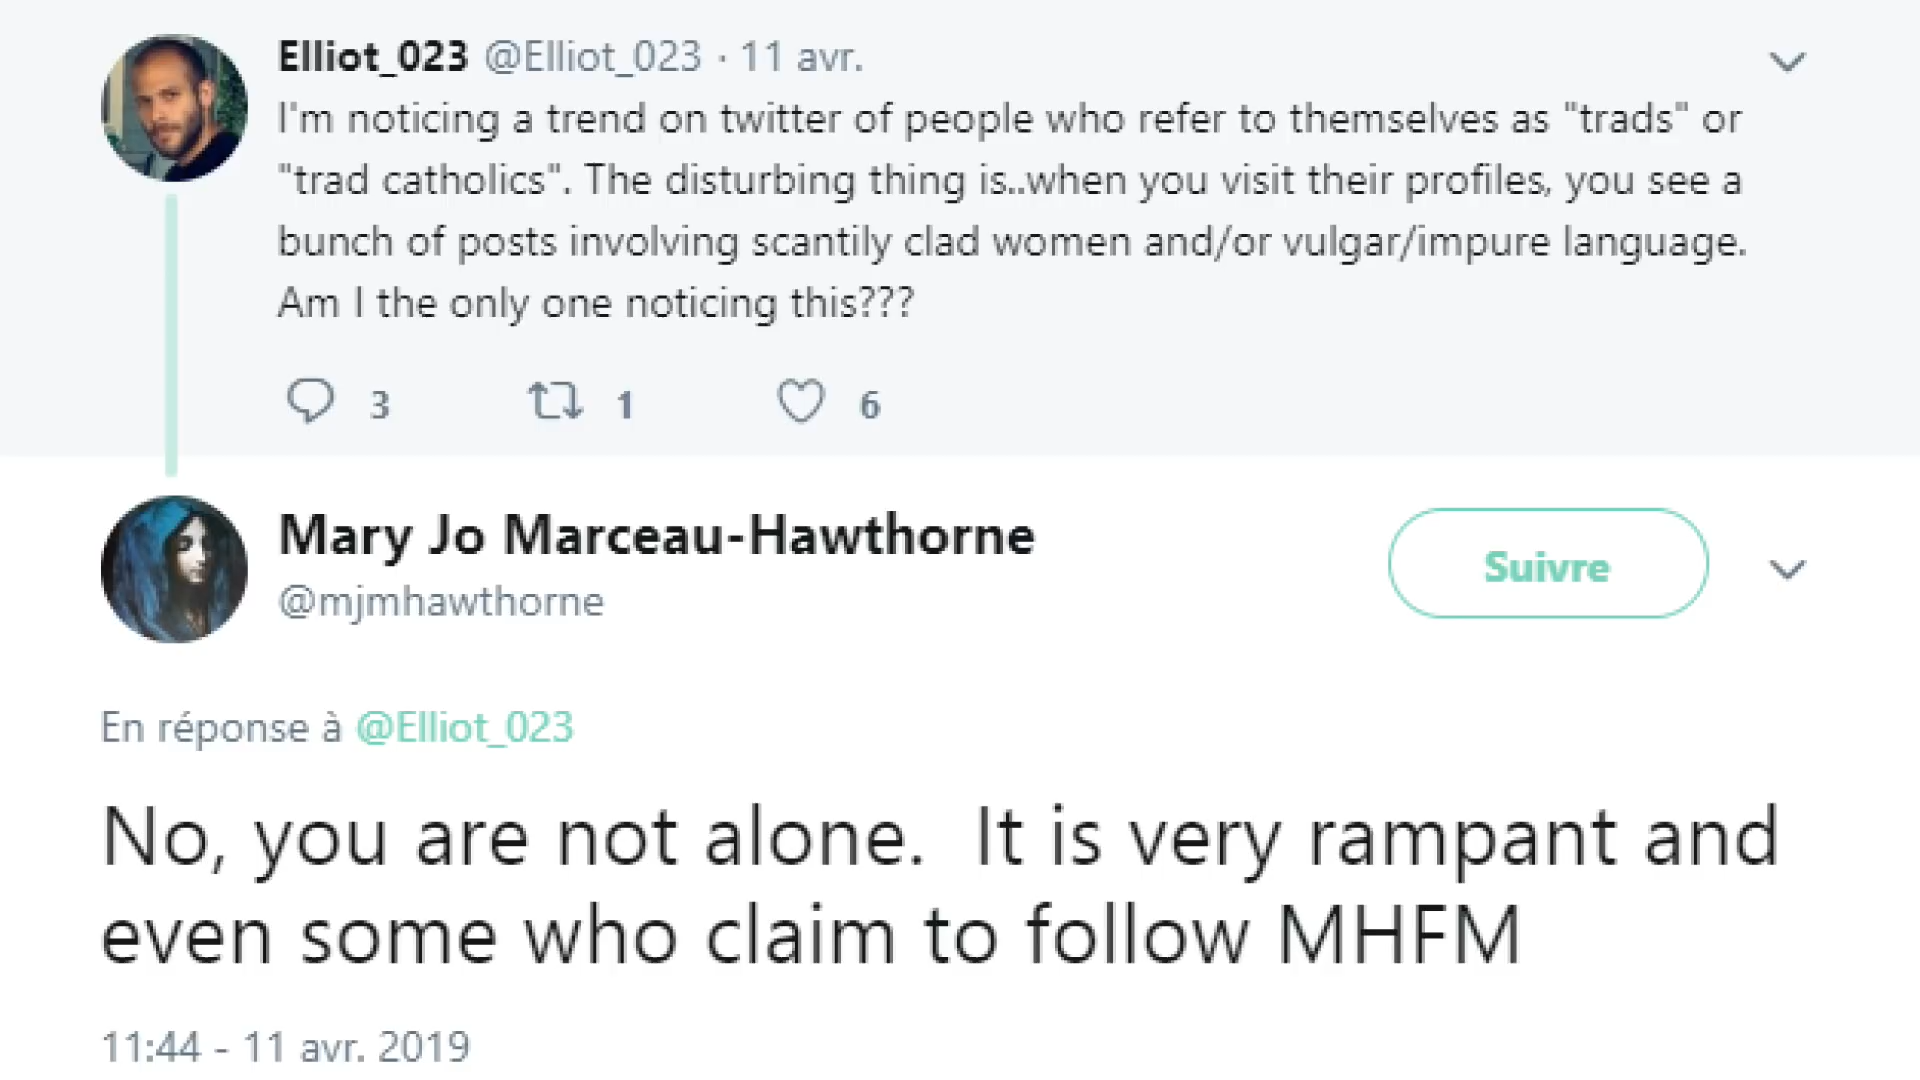 Elliot_023 @Elliot_023 · 11 avr.
I'm noticing a trend on twitter of people who refer to themselves as "trads" or
"trad catholics". The disturbing thing is..when you visit their profiles, you see a
bunch of posts involving scantily clad women and/or vulgar/impure language.
Am I the only one noticing this???
3 1 6
Mary Jo Marceau-Hawthorne
@mjmhawthorne
Suivre
En réponse à @Elliot_023
No, you are not alone.  It is very rampant and
even some who claim to follow MHFM
11:44 - 11 avr. 2019